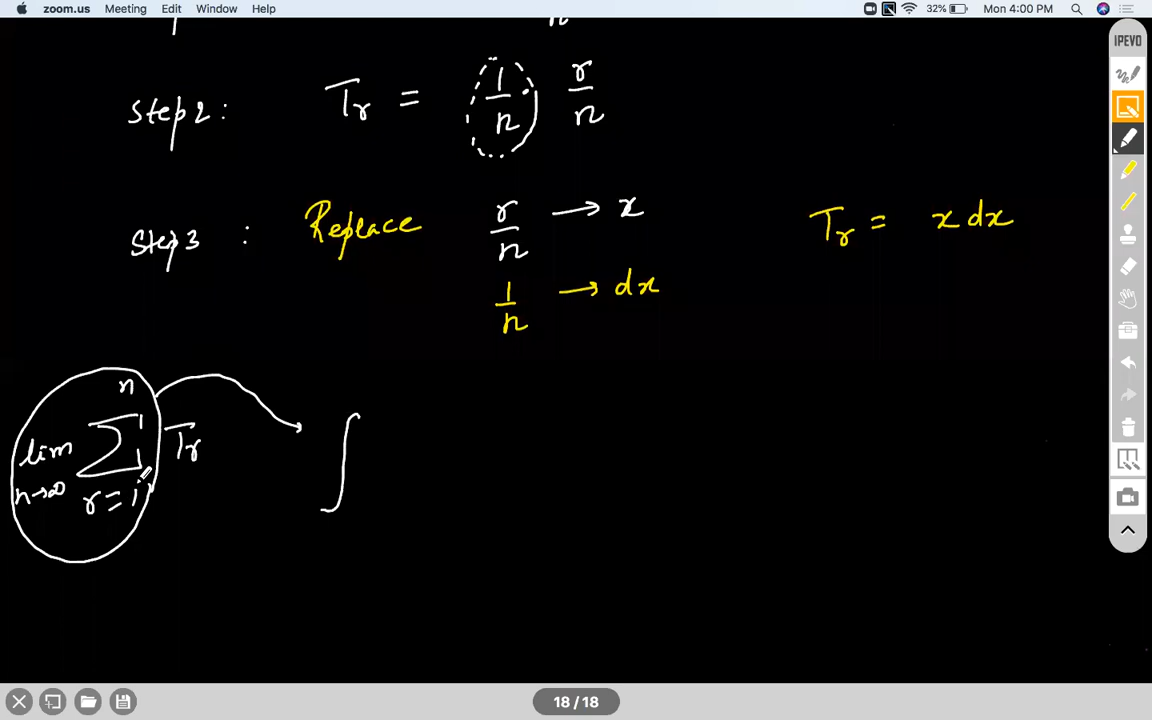 zoom.us Meeting Edit Window Help 32% Mon 4:00 PM
IPEVO
n
Step 2 : Tr = 1/n . r/n
Step 3 : Replace r/n → x Tr = x dx
1/n → dx
lim n→∞ n Σ r=1 Tr → ∫
18 / 18